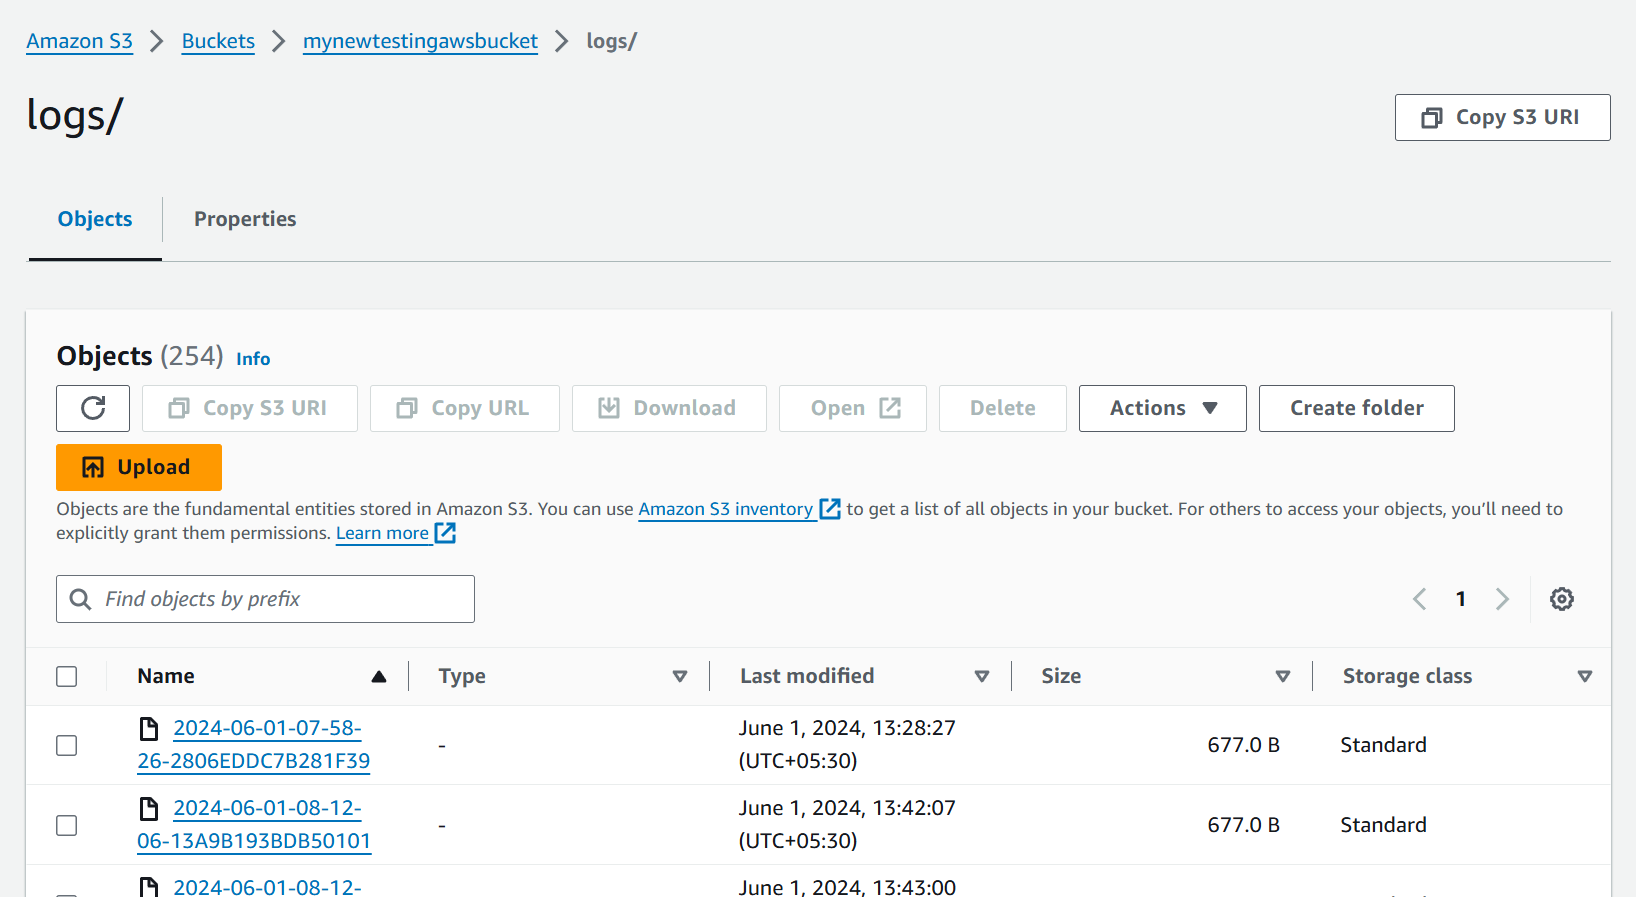 Amazon S3 > Buckets > mynewtestingawsbucket > logs/
logs/
Copy S3 URI
Objects
Properties
Objects (254) Info
Copy S3 URI
Copy URL
Download
Open
Delete
Actions
Create folder
Upload
Objects are the fundamental entities stored in Amazon S3. You can use Amazon S3 inventory to get a list of all objects in your bucket. For others to access your objects, you’ll need to
explicitly grant them permissions. Learn more
Find objects by prefix
1
Name
Type
Last modified
Size
Storage class
2024-06-01-07-58-
26-2806EDDC7B281F39
-
June 1, 2024, 13:28:27
(UTC+05:30)
677.0 B
Standard
2024-06-01-08-12-
06-13A9B193BDB50101
-
June 1, 2024, 13:42:07
(UTC+05:30)
677.0 B
Standard
2024-06-01-08-12-
June 1, 2024, 13:43:00